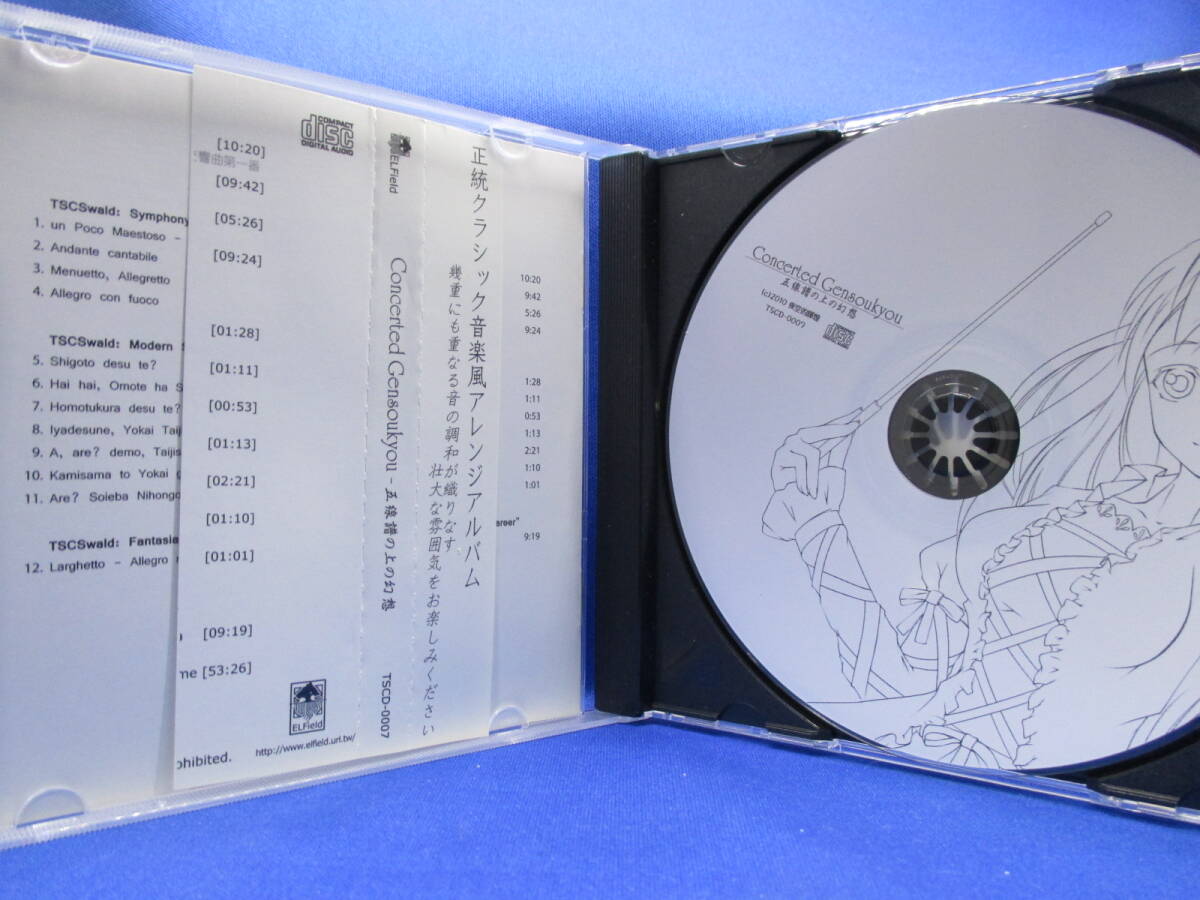 TSCSwald: Symphony
1. un Poco Maestoso –
2. Andante cantabile
3. Menuetto, Allegretto
4. Allegro con fuoco
TSCSwald: Modern
5. Shigoto desu te?
6. Hai hai, Omote ha S
7. Homotukura desu te?
8. Iyadesune, Yokai Taij
9. A, are? demo, Taijis
10. Kamisama to Yokai
11. Are? Soieba Nihongo
TSCSwald: Fantasia
12. Larghetto – Allegro
COMPACT
disc
DIGITAL AUDIO
[10:20]
響曲第一番
[09:42]
[05:26]
[09:24]
[01:28]
[01:11]
[00:53]
[01:13]
[02:21]
[01:10]
[01:01]
[09:19]
me [53:26]
ELField
http://www.elfield.url.tw/
ohibited.
ELField
Concerted Gensoukyou - 五線譜の上の幻想
TSCD-0007
正統クラシック音楽風アレンジアルバム
幾重にも重なる音の調和が織りなす
壮大な雰囲気をお楽しみください
10:20
9:42
5:26
9:24
1:28
1:11
0:53
1:13
2:21
1:10
1:01
areer"
9:19
Concerted Gensoukyou
五線譜の上の幻想
(c)2010
TSCD-0007
disc